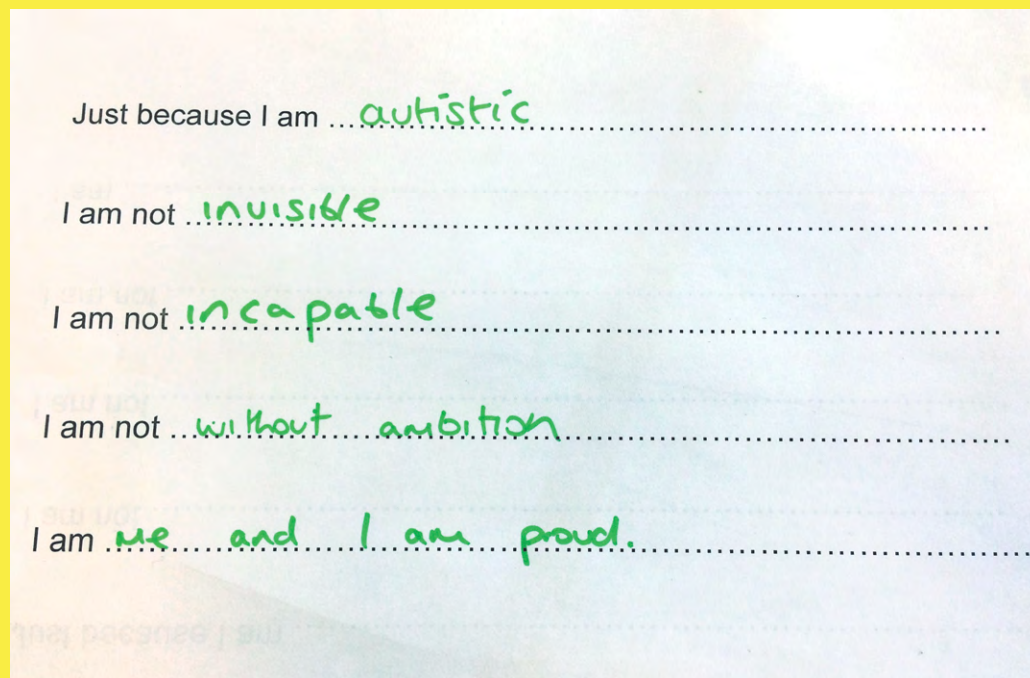 Just because I am ... autistic
I am not ... invisible
I am not ... incapable
I am not ... without ambition
I am ... me and I am proud.